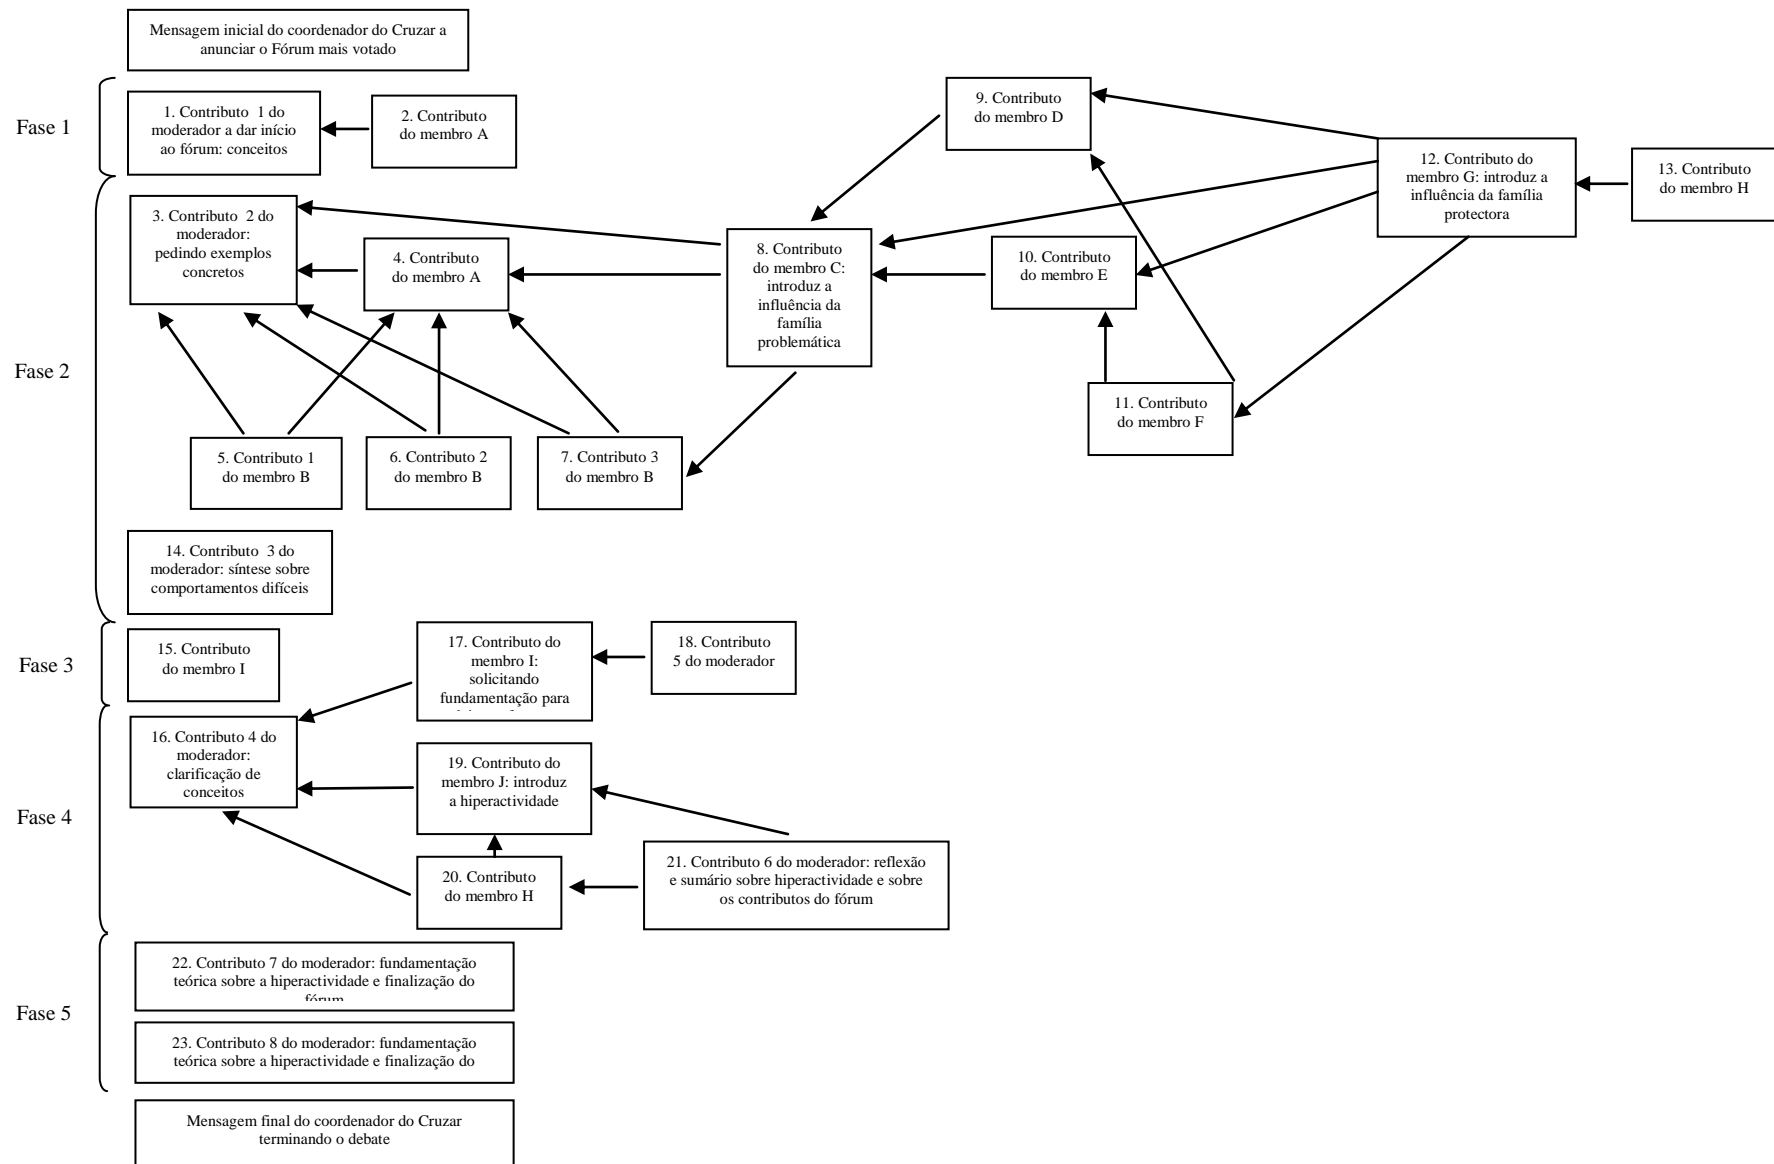 Mensagem inicial do coordenador do Cruzar a
anunciar o Fórum mais votado
Fase 1
1. Contributo 1 do
moderador a dar início
ao fórum: conceitos
2. Contributo
do membro A
9. Contributo
do membro D
12. Contributo do
membro G: introduz a
influência da família
protectora
13. Contributo
do membro H
Fase 2
3. Contributo 2 do
moderador:
pedindo exemplos
concretos
4. Contributo
do membro A
8. Contributo
do membro C:
introduz a
influência da
família
problemática
10. Contributo
do membro E
11. Contributo
do membro F
5. Contributo 1
do membro B
6. Contributo 2
do membro B
7. Contributo 3
do membro B
14. Contributo 3 do
moderador: síntese sobre
comportamentos difíceis
Fase 3
15. Contributo
do membro I
17. Contributo do
membro I:
solicitando
fundamentação para
18. Contributo
5 do moderador
Fase 4
16. Contributo 4 do
moderador:
clarificação de
conceitos
19. Contributo do
membro J: introduz
a hiperactividade
20. Contributo
do membro H
21. Contributo 6 do moderador: reflexão
e sumário sobre hiperactividade e sobre
os contributos do fórum
Fase 5
22. Contributo 7 do moderador: fundamentação
teórica sobre a hiperactividade e finalização do
fórum
23. Contributo 8 do moderador: fundamentação
teórica sobre a hiperactividade e finalização do
Mensagem final do coordenador do Cruzar
terminando o debate